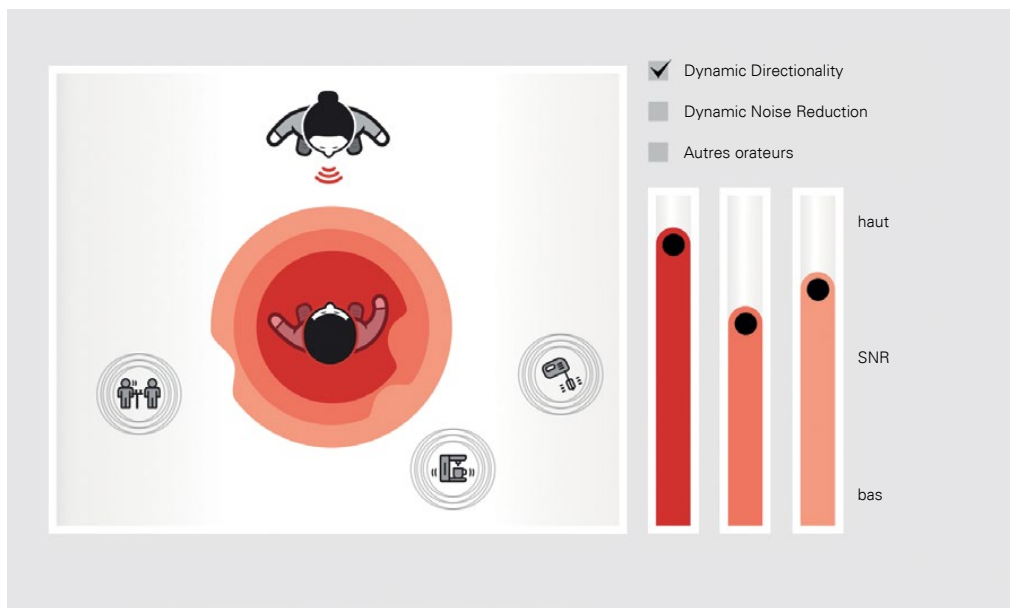 Dynamic Directionality
Dynamic Noise Reduction
Autres orateurs
haut
SNR
bas